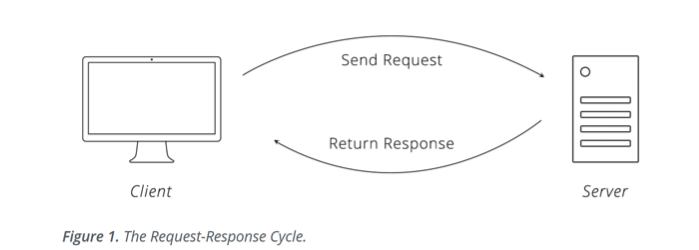 Send Request
Return Response
Client
Server
Figure 1. The Request-Response Cycle.